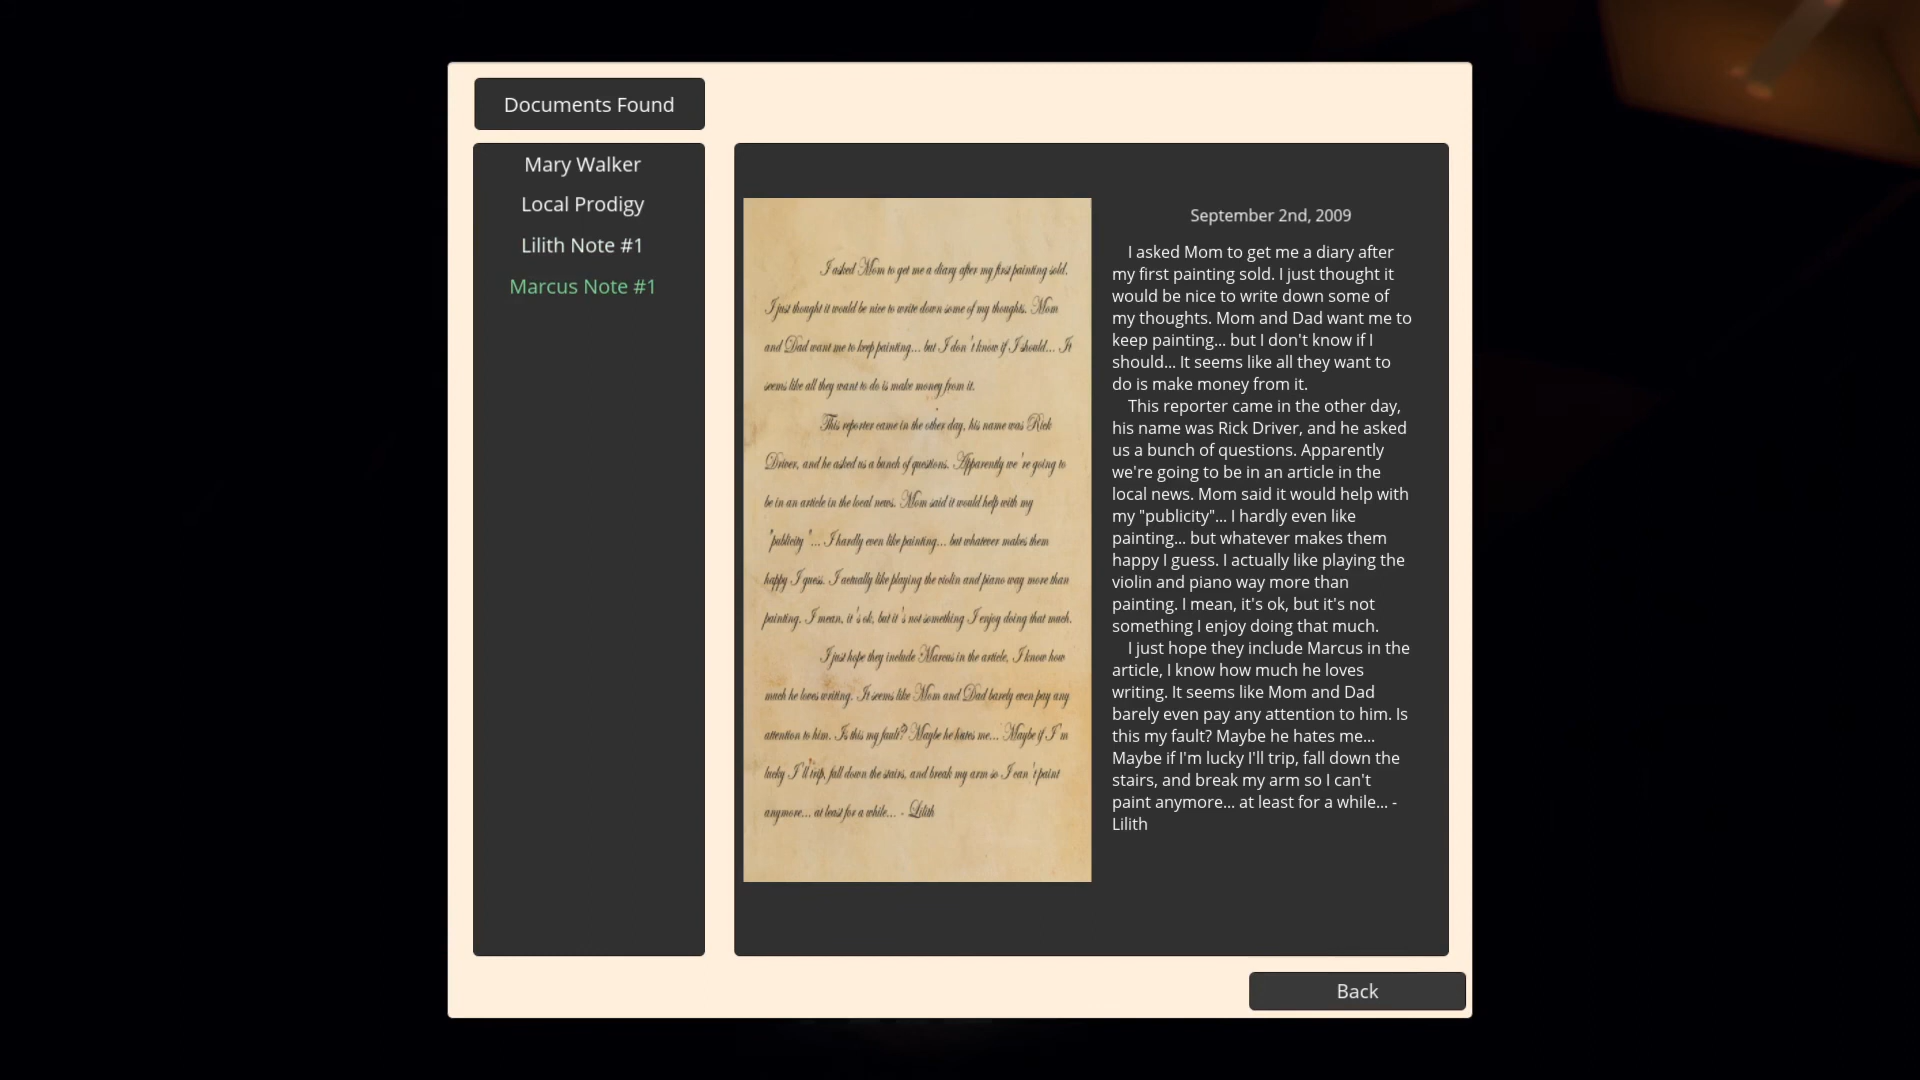 Documents Found
Mary Walker
Local Prodigy
Lilith Note #1
Marcus Note #1
I asked Mom to get me a diary after my first painting sold.
I just thought it would be nice to write down some of my thoughts. Mom
and Dad want me to keep painting... but I don't know if I should... It
seems like all they want to do is make money from it.
This reporter came in the other day, his name was Rick
Driver, and he asked us a bunch of questions. Apparently we're going to
be in an article in the local news. Mom said it would help with my
"publicity"... I hardly even like painting... but whatever makes them
happy I guess. I actually like playing the violin and piano way more than
painting. I mean, it's ok, but it's not something I enjoy doing that much.
I just hope they include Marcus in the article, I know how
much he loves writing. It seems like Mom and Dad barely even pay any
attention to him. Is this my fault? Maybe he hates me... Maybe if I'm
lucky I'll trip, fall down the stairs, and break my arm so I can't paint
anymore... at least for a while... - Lilith
September 2nd, 2009
I asked Mom to get me a diary after
my first painting sold. I just thought it
would be nice to write down some of
my thoughts. Mom and Dad want me to
keep painting... but I don't know if I
should... It seems like all they want to
do is make money from it.
This reporter came in the other day,
his name was Rick Driver, and he asked
us a bunch of questions. Apparently
we're going to be in an article in the
local news. Mom said it would help with
my "publicity"... I hardly even like
painting... but whatever makes them
happy I guess. I actually like playing the
violin and piano way more than
painting. I mean, it's ok, but it's not
something I enjoy doing that much.
I just hope they include Marcus in the
article, I know how much he loves
writing. It seems like Mom and Dad
barely even pay any attention to him. Is
this my fault? Maybe he hates me...
Maybe if I'm lucky I'll trip, fall down the
stairs, and break my arm so I can't
paint anymore... at least for a while... -
Lilith
Back